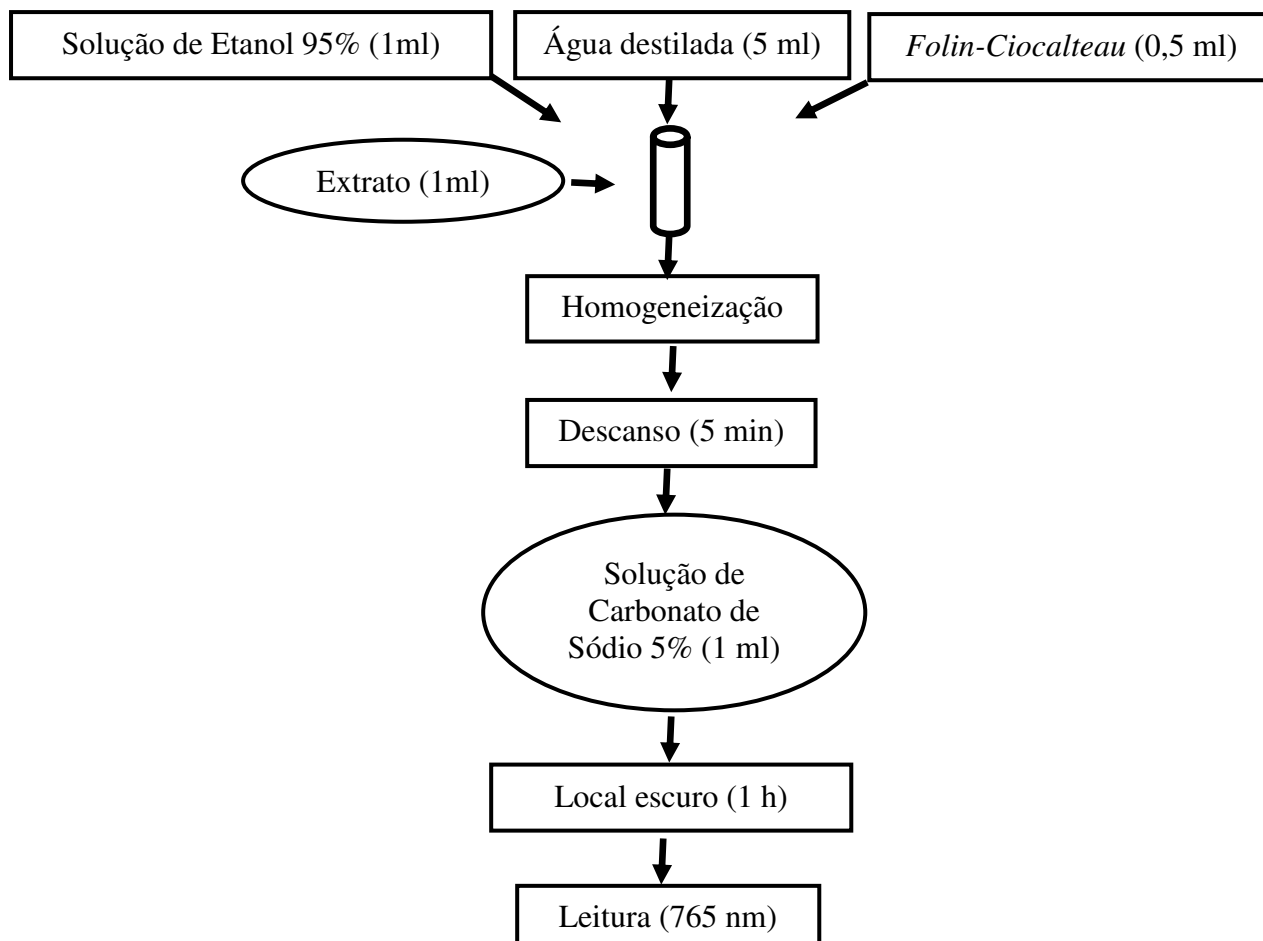 Solução de Etanol 95% (1ml)
Água destilada (5 ml)
Folin-Ciocalteau (0,5 ml)
Extrato (1ml)
Homogeneização
Descanso (5 min)
Solução de
Carbonato de
Sódio 5% (1 ml)
Local escuro (1 h)
Leitura (765 nm)